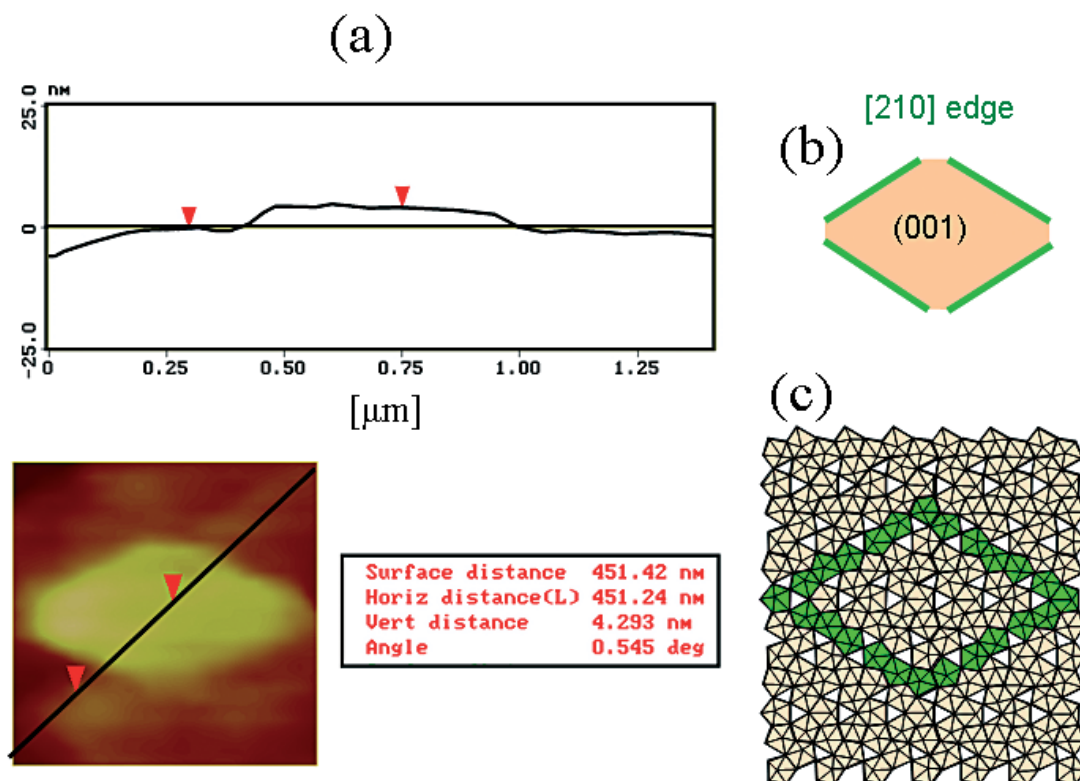 (a)
25.0 nм
0
-25.0
0 0.25 0.50 0.75 1.00 1.25
[µm]
[210] edge
(b)
(001)
(c)
Surface distance 451.42 nм
Horiz distance(L) 451.24 nм
Vert distance 4.293 nм
Angle 0.545 deg